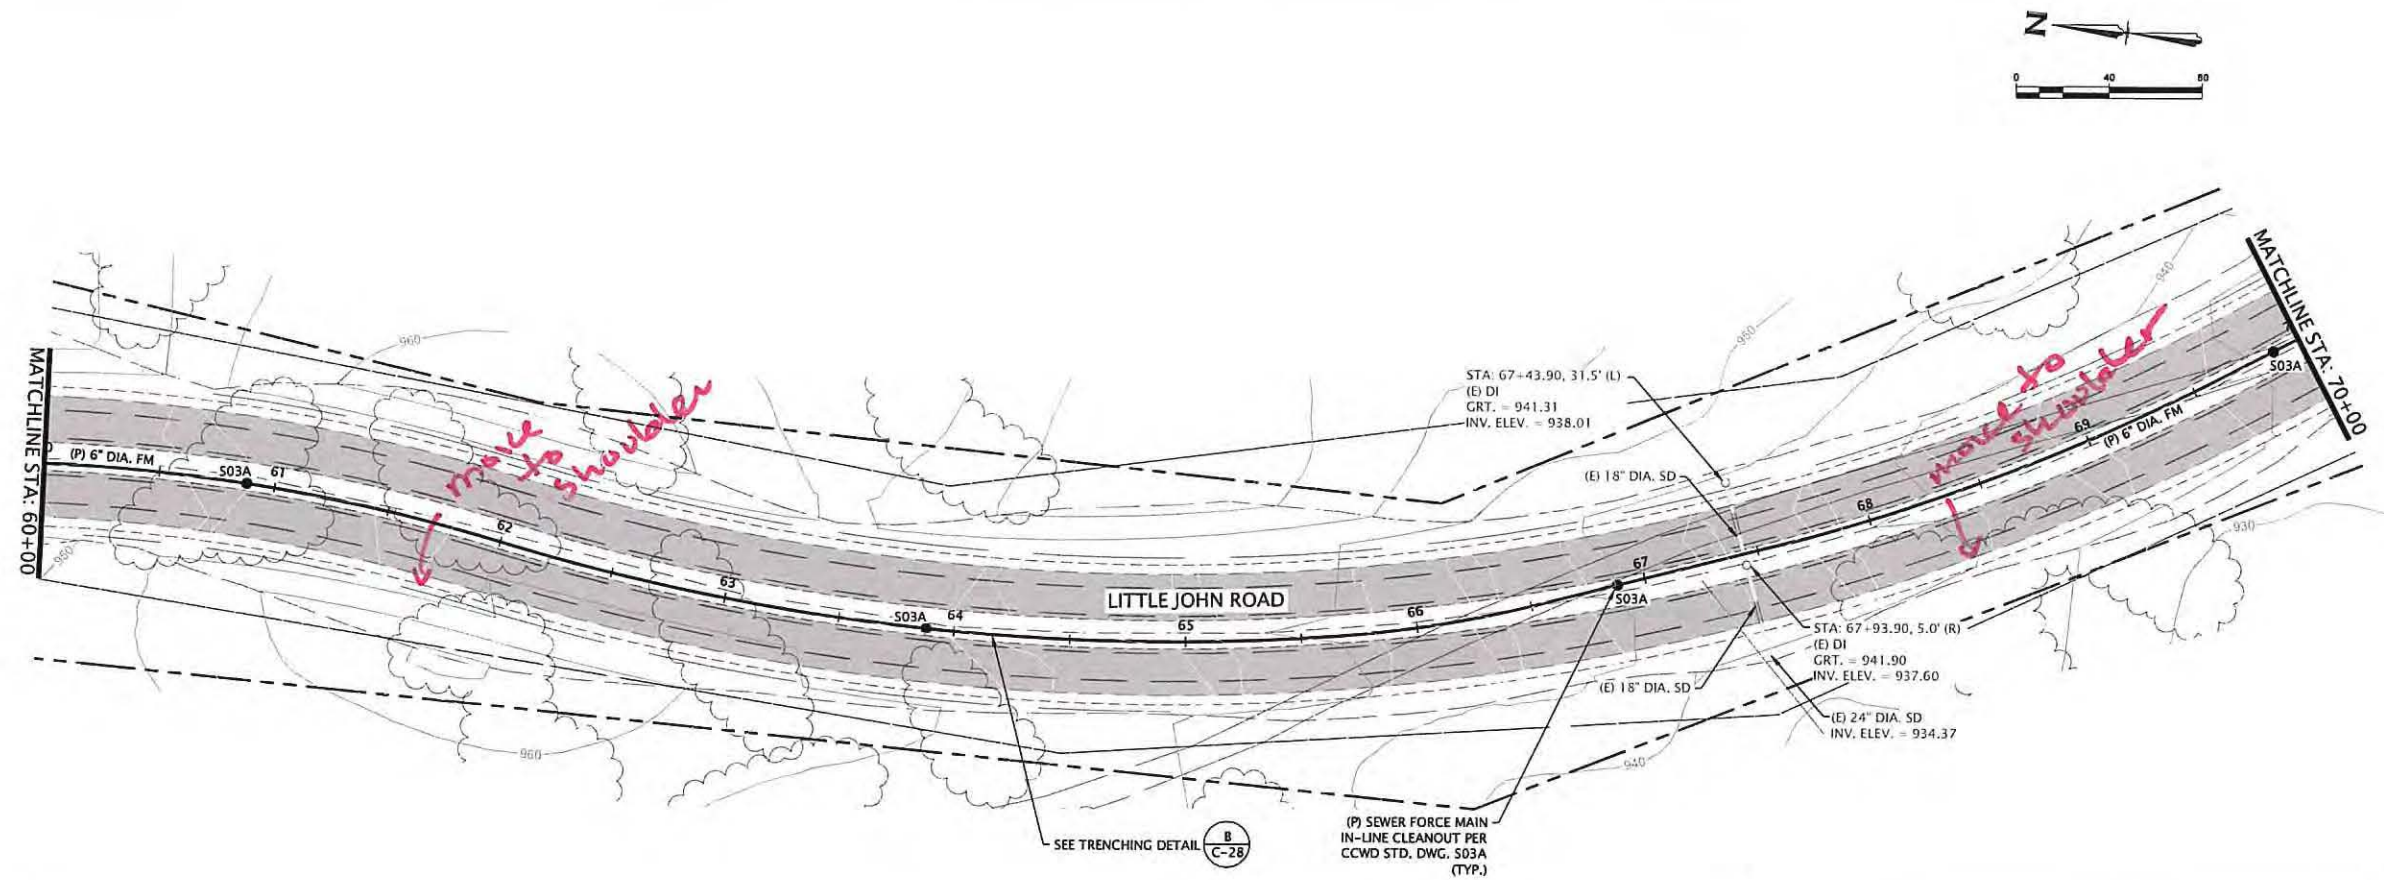 N
0 40 80
MATCHLINE STA: 60+00
MATCHLINE STA: 70+00
960
950
960
960
940
930
940
(P) 6" DIA. FM
S03A
61
62
63
S03A
64
65
66
67
S03A
68
69
(P) 6" DIA. FM
S03A
LITTLE JOHN ROAD
move
to
shoulder
move to
shoulder
STA: 67+43.90, 31.5' (L)
(E) DI
GRT. = 941.31
INV. ELEV. = 938.01
(E) 18" DIA. SD
STA: 67+93.90, 5.0' (R)
(E) DI
GRT. = 941.90
INV. ELEV. = 937.60
(E) 18" DIA. SD
(E) 24" DIA. SD
INV. ELEV. = 934.37
SEE TRENCHING DETAIL
B
C-28
(P) SEWER FORCE MAIN
IN-LINE CLEANOUT PER
CCWD STD. DWG. S03A
(TYP.)